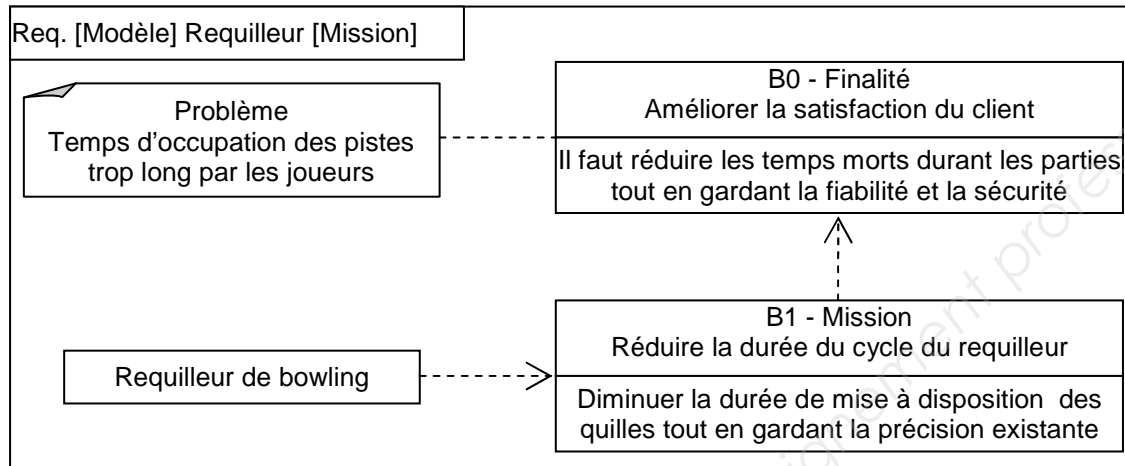 Req. [Modèle] Requilleur [Mission]
Problème
Temps d'occupation des pistes
trop long par les joueurs
B0 - Finalité
Améliorer la satisfaction du client
Il faut réduire les temps morts durant les parties
tout en gardant la fiabilité et la sécurité
B1 - Mission
Réduire la durée du cycle du requilleur
Diminuer la durée de mise à disposition des
quilles tout en gardant la précision existante
Requilleur de bowling